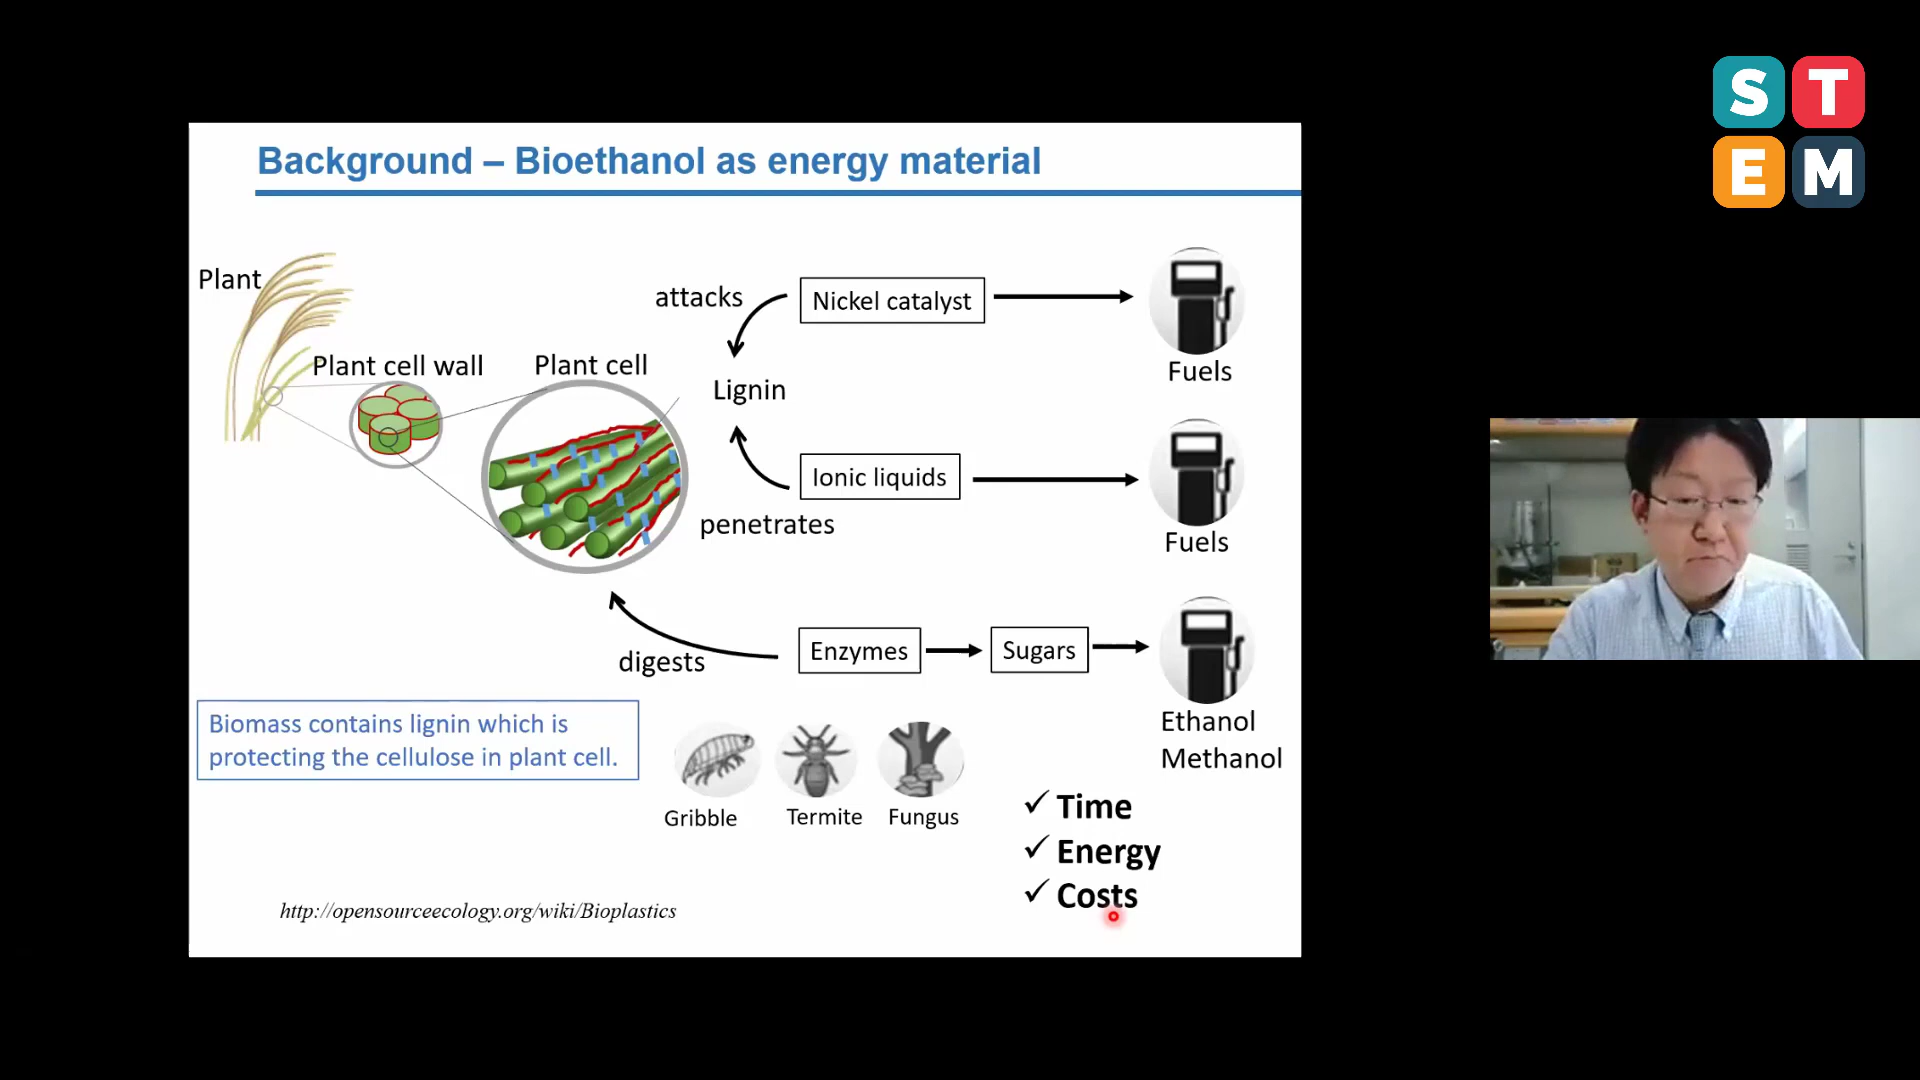 S T
E M
Background – Bioethanol as energy material
Plant
Plant cell wall
Plant cell
attacks
Nickel catalyst
Fuels
Lignin
Ionic liquids
penetrates
Fuels
digests
Enzymes
Sugars
Ethanol
Methanol
Biomass contains lignin which is
protecting the cellulose in plant cell.
Gribble
Termite
Fungus
✓ Time
✓ Energy
✓ Costs
http://opensourceecology.org/wiki/Bioplastics